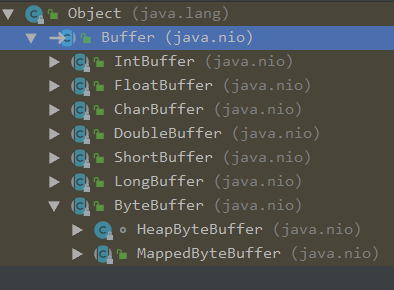 Object (java.lang)
Buffer (java.nio)
IntBuffer (java.nio)
FloatBuffer (java.nio)
CharBuffer (java.nio)
DoubleBuffer (java.nio)
ShortBuffer (java.nio)
LongBuffer (java.nio)
ByteBuffer (java.nio)
HeapByteBuffer (java.nio)
MappedByteBuffer (java.nio)